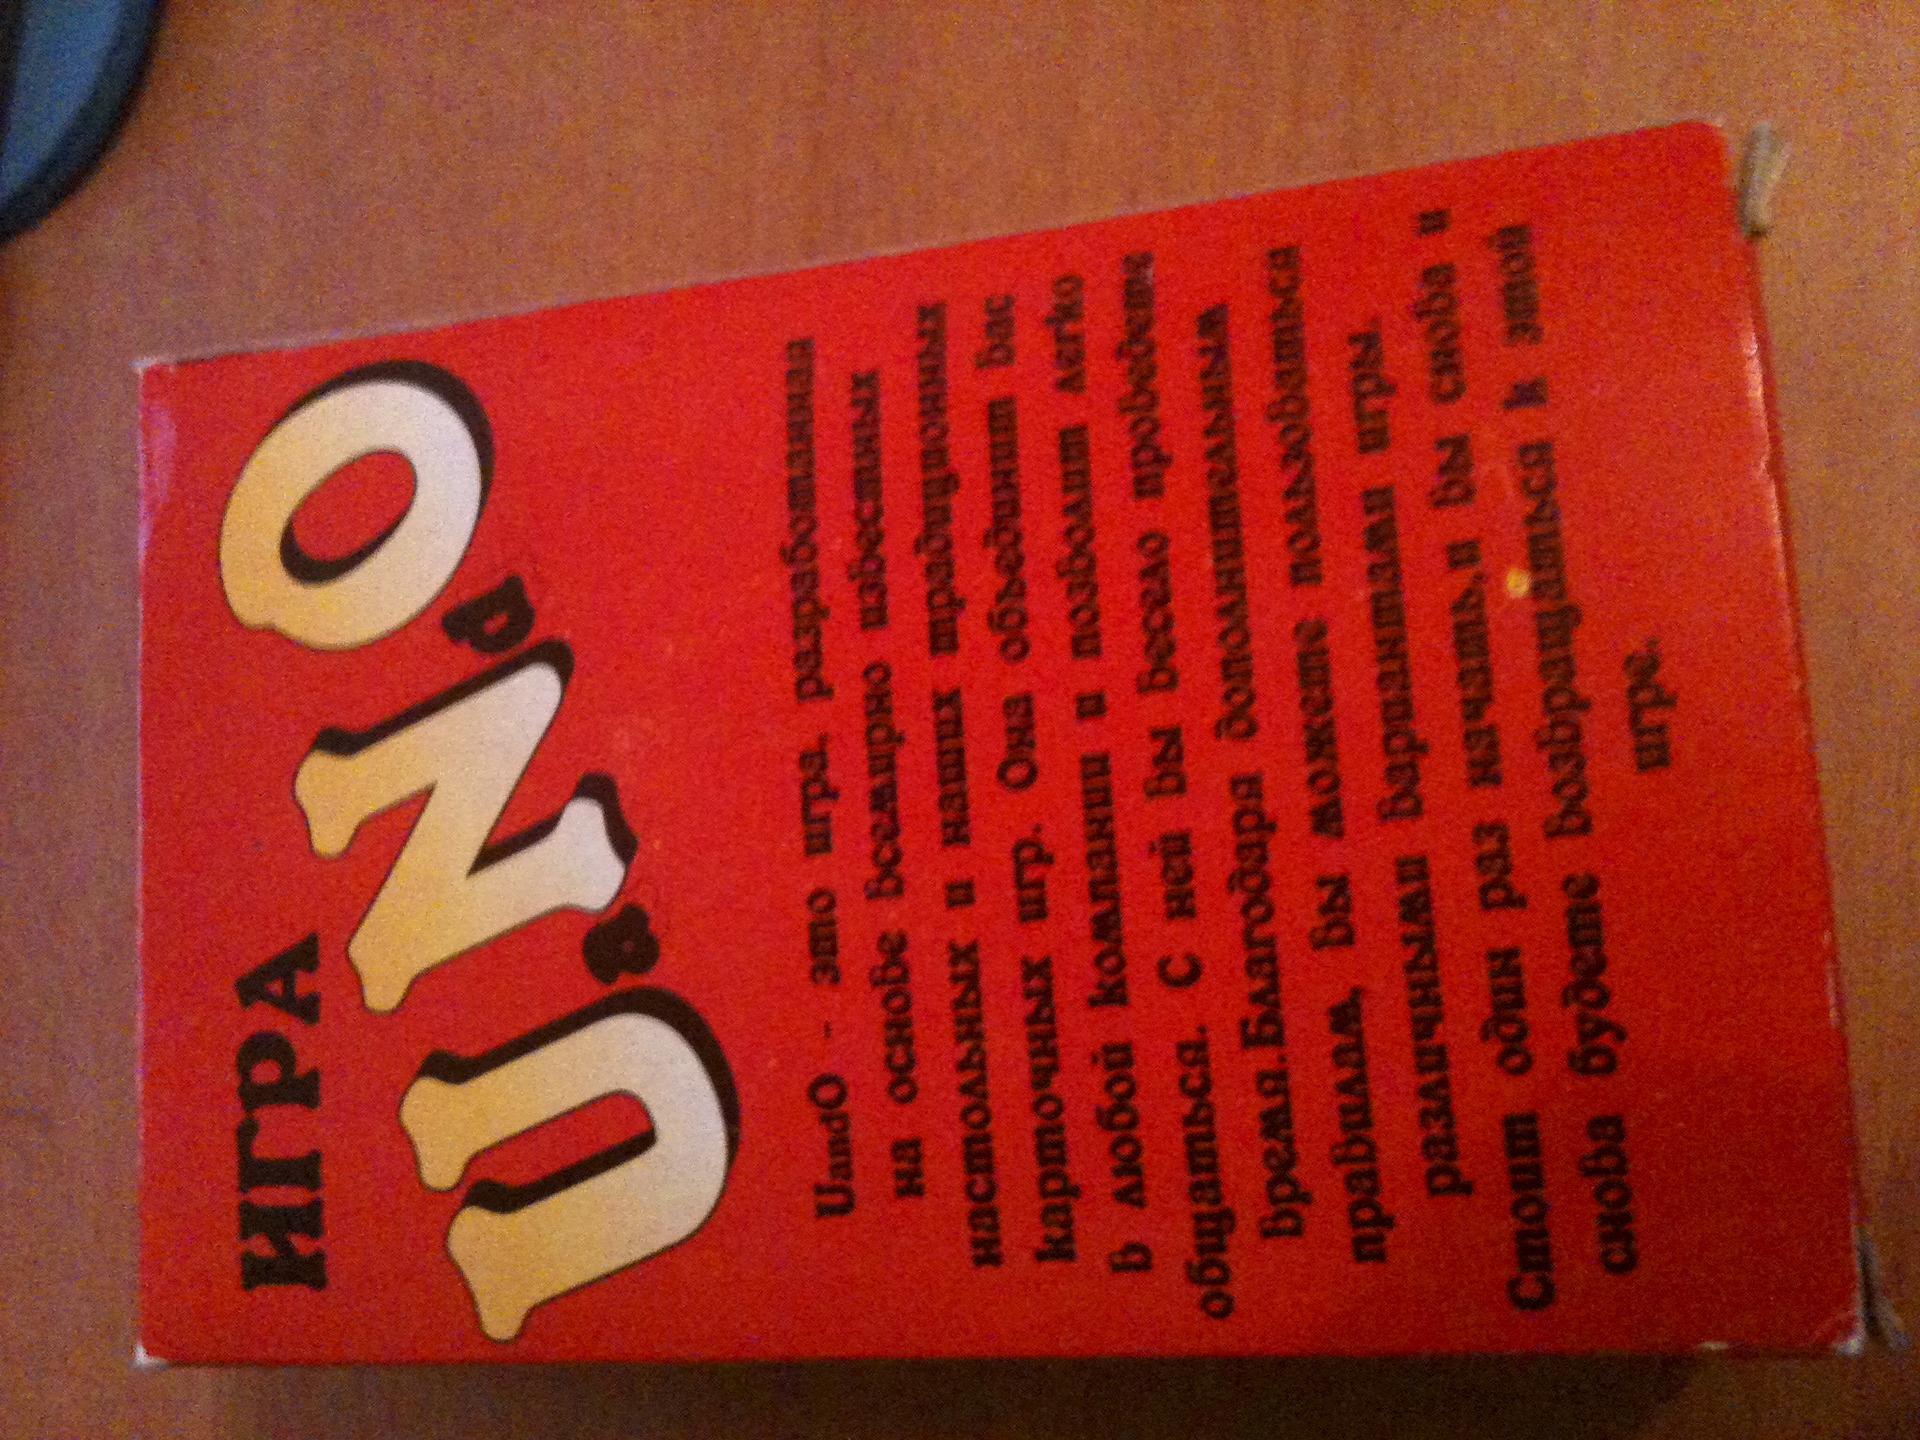 ИГРА
UaNdO
UandO - это игра, разработанная
на основе всемирно известных
настольных и наших традиционных
карточных игр. Она объединит вас
в любой компании и позволит легко
общаться. С ней вы весело проведете
время.Благодаря дополнительным
правилам, вы можете пользоваться
различными вариантами игры.
Стоит один раз начать,и вы снова и
снова будете возвращаться к этой
игре.